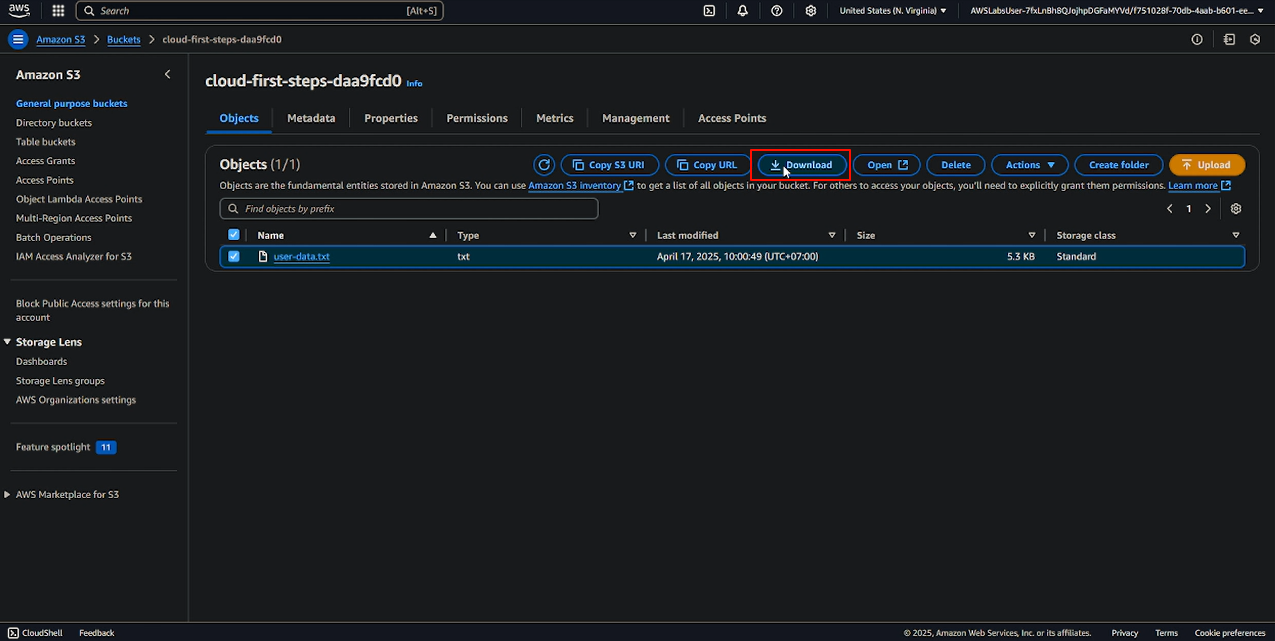 aws Search [Alt+S] United States (N. Virginia) AWSLabsUser-7fxLnBh8QJojhpDGFaMYVd/f751028f-70db-4aab-b601-ee...
Amazon S3 > Buckets > cloud-first-steps-daa9fcd0
Amazon S3
General purpose buckets
Directory buckets
Table buckets
Access Grants
Access Points
Object Lambda Access Points
Multi-Region Access Points
Batch Operations
IAM Access Analyzer for S3
Block Public Access settings for this
account
Storage Lens
Dashboards
Storage Lens groups
AWS Organizations settings
Feature spotlight 11
AWS Marketplace for S3
cloud-first-steps-daa9fcd0 Info
Objects Metadata Properties Permissions Metrics Management Access Points
Objects (1/1) Copy S3 URI Copy URL Download Open Delete Actions Create folder Upload
Objects are the fundamental entities stored in Amazon S3. You can use Amazon S3 inventory to get a list of all objects in your bucket. For others to access your objects, you'll need to explicitly grant them permissions. Learn more
Find objects by prefix 1
Name Type Last modified Size Storage class
user-data.txt txt April 17, 2025, 10:00:49 (UTC+07:00) 5.3 KB Standard
CloudShell Feedback © 2025, Amazon Web Services, Inc. or its affiliates. Privacy Terms Cookie preferences